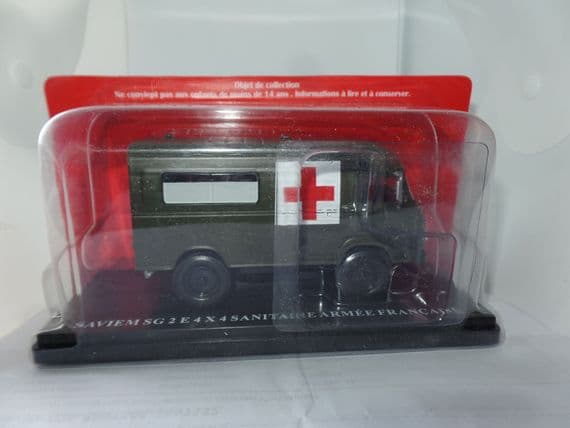 Objet de collection
Ne convient pas aux enfants de moins de 14 ans . Informations à lire et à conserver.
SAVIEM SG 2 E 4 X 4 SANITAIRE ARMÉE FRANÇAISE